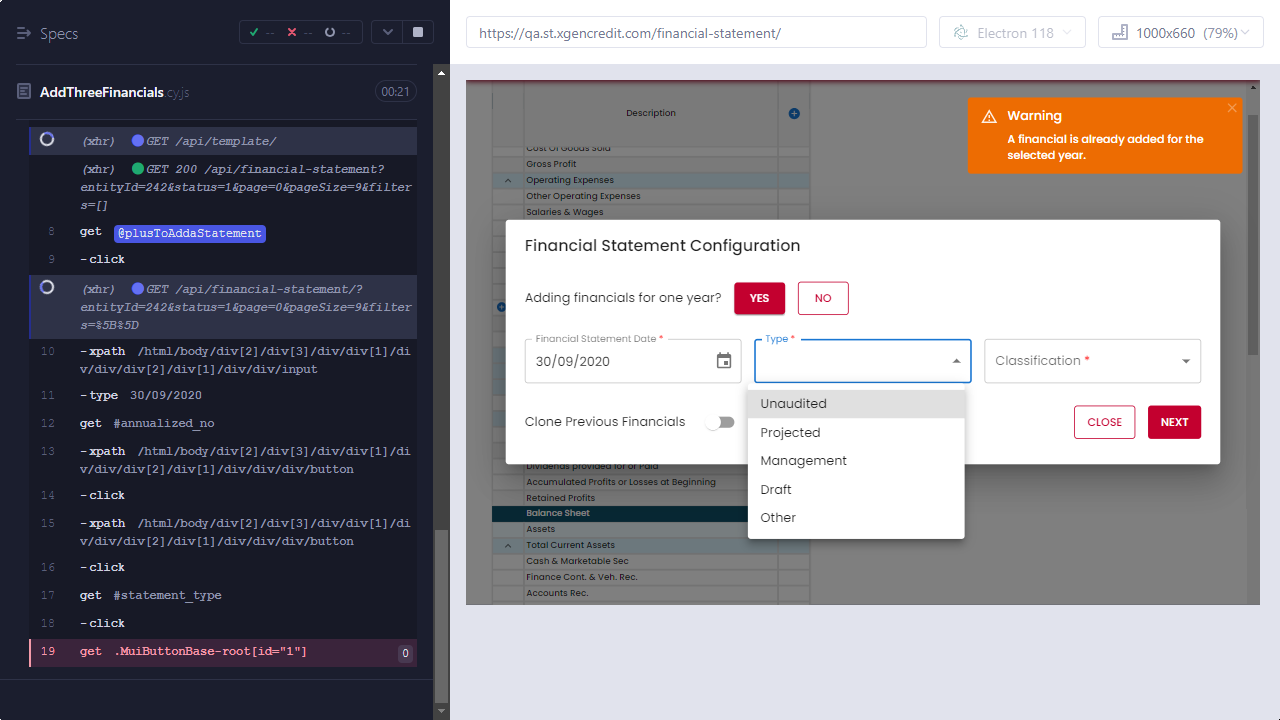 Specs
-- -- --
AddThreeFinancials.cy.js
00:21
(xhr) GET /api/template/
(xhr) GET 200 /api/financial-statement?
entityId=242&status=1&page=0&pageSize=9&filter
s=[]
8 get @plusToAddaStatement
9 -click
(xhr) GET /api/financial-statement/?
entityId=242&status=1&page=0&pageSize=9&filter
s=%5B%5D
10 -xpath /html/body/div[2]/div[3]/div/div[1]/di
v/div/div[2]/div[1]/div/div/input
11 -type 30/09/2020
12 get #annualized_no
13 -xpath /html/body/div[2]/div[3]/div/div[1]/di
v/div/div[2]/div[1]/div/div/div/button
14 -click
15 -xpath /html/body/div[2]/div[3]/div/div[1]/di
v/div/div[2]/div[1]/div/div/div/button
16 -click
17 get #statement_type
18 -click
19 get .MuiButtonBase-root[id="1"] 0
https://qa.st.xgencredit.com/financial-statement/
Electron 118
1000x660 (79%)
Description
Warning
A financial is already added for the
selected year.
Cost Of Goods Sold
Gross Profit
Operating Expenses
Other Operating Expenses
Salaries & Wages
Financial Statement Configuration
Adding financials for one year? YES NO
Financial Statement Date *
30/09/2020
Type *
Classification *
Unaudited
Projected
Management
Draft
Other
Clone Previous Financials
CLOSE NEXT
Dividends provided for or Paid
Accumulated Profits or Losses at Beginning
Retained Profits
Balance Sheet
Assets
Total Current Assets
Cash & Marketable Sec
Finance Cont. & Veh. Rec.
Accounts Rec.